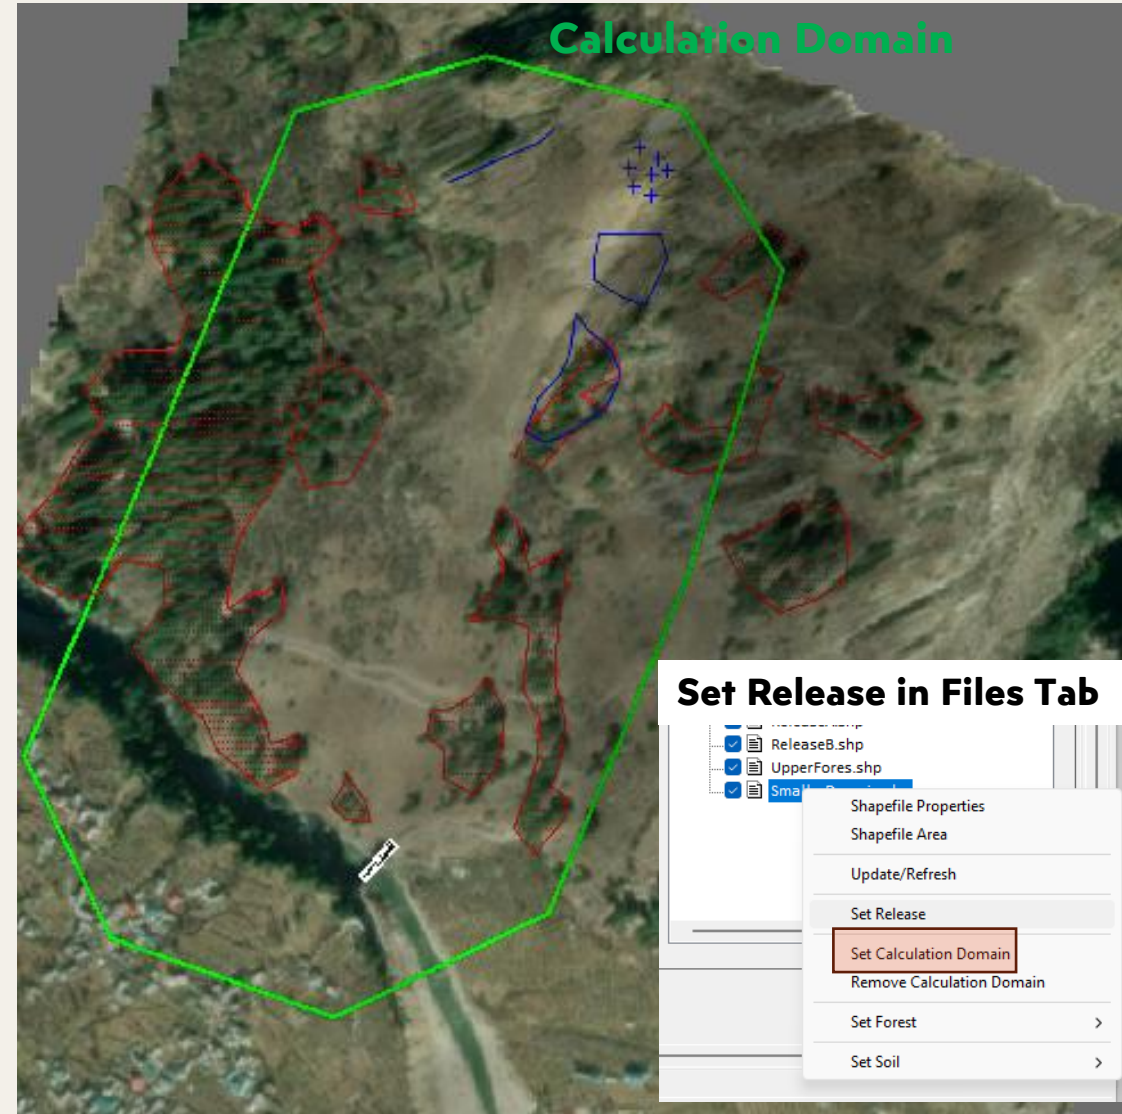 Calculation Domain
Set Release in Files Tab
ReleaseB.shp
UpperFores.shp
Shapefile Properties
Shapefile Area
Update/Refresh
Set Release
Set Calculation Domain
Remove Calculation Domain
Set Forest
Set Soil